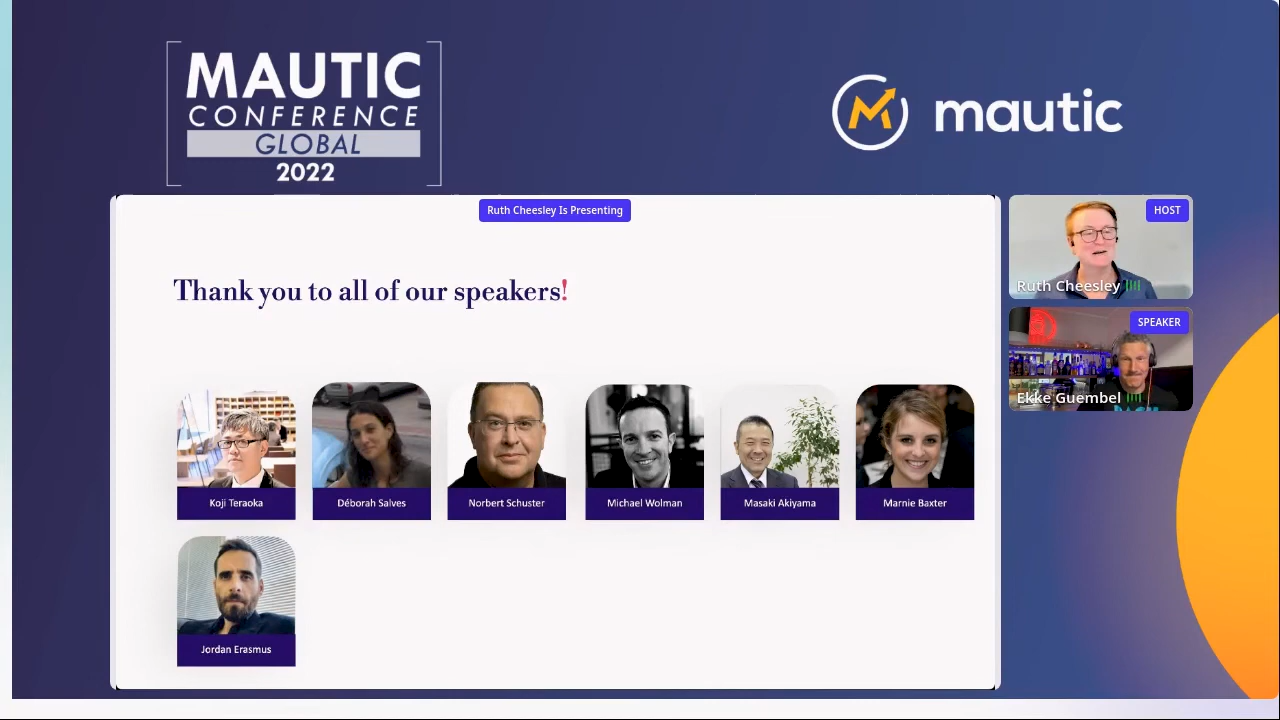 MAUTIC
CONFERENCE
GLOBAL
2022
mautic
Ruth Cheesley Is Presenting
HOST
Ruth Cheesley
SPEAKER
Ekke Guembel
Thank you to all of our speakers!
Koji Teraoka
Déborah Salves
Norbert Schuster
Michael Wolman
Masaki Akiyama
Marnie Baxter
Jordan Erasmus